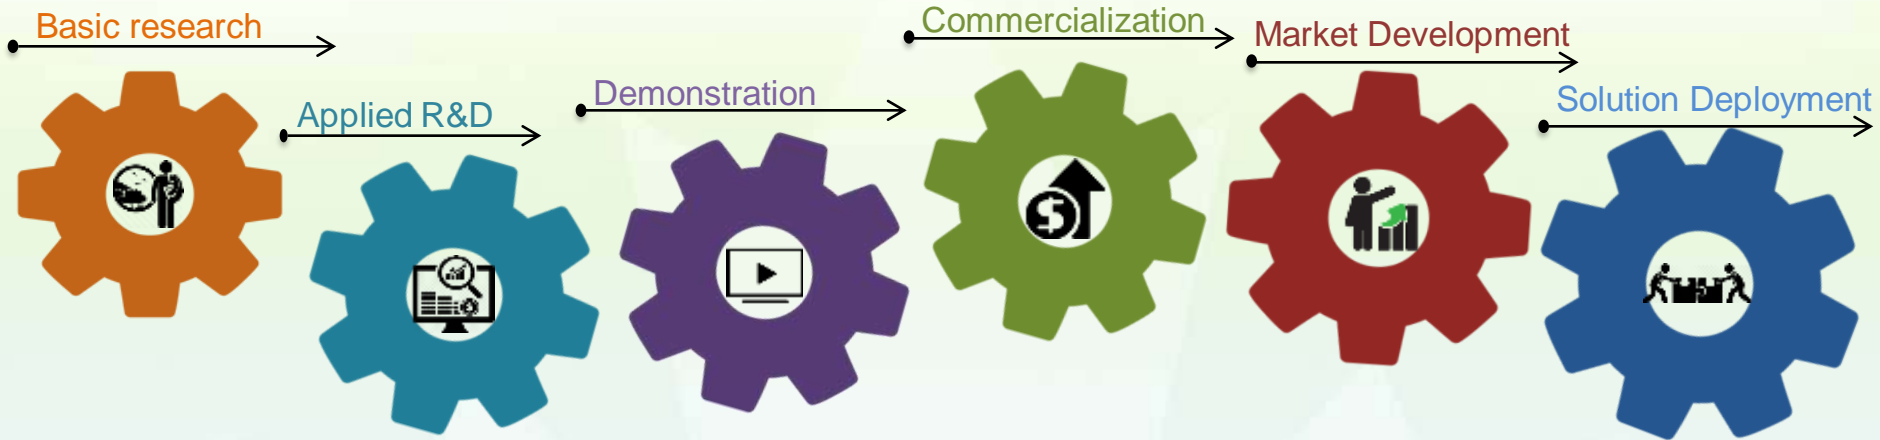 Basic research
Applied R&D
Demonstration
Commercialization
Market Development
Solution Deployment